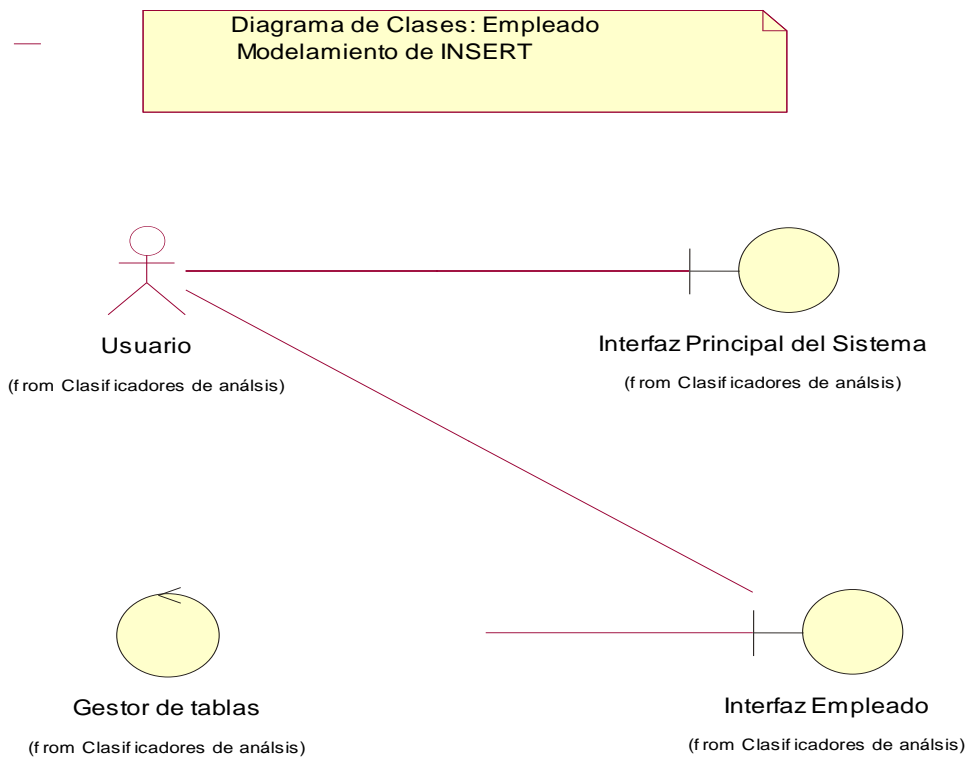 Diagrama de Clases: Empleado
Modelamiento de INSERT
Usuario
(from Clasificadores de análsis)
Interfaz Principal del Sistema
(from Clasificadores de análsis)
Gestor de tablas
(from Clasificadores de análsis)
Interfaz Empleado
(from Clasificadores de análsis)